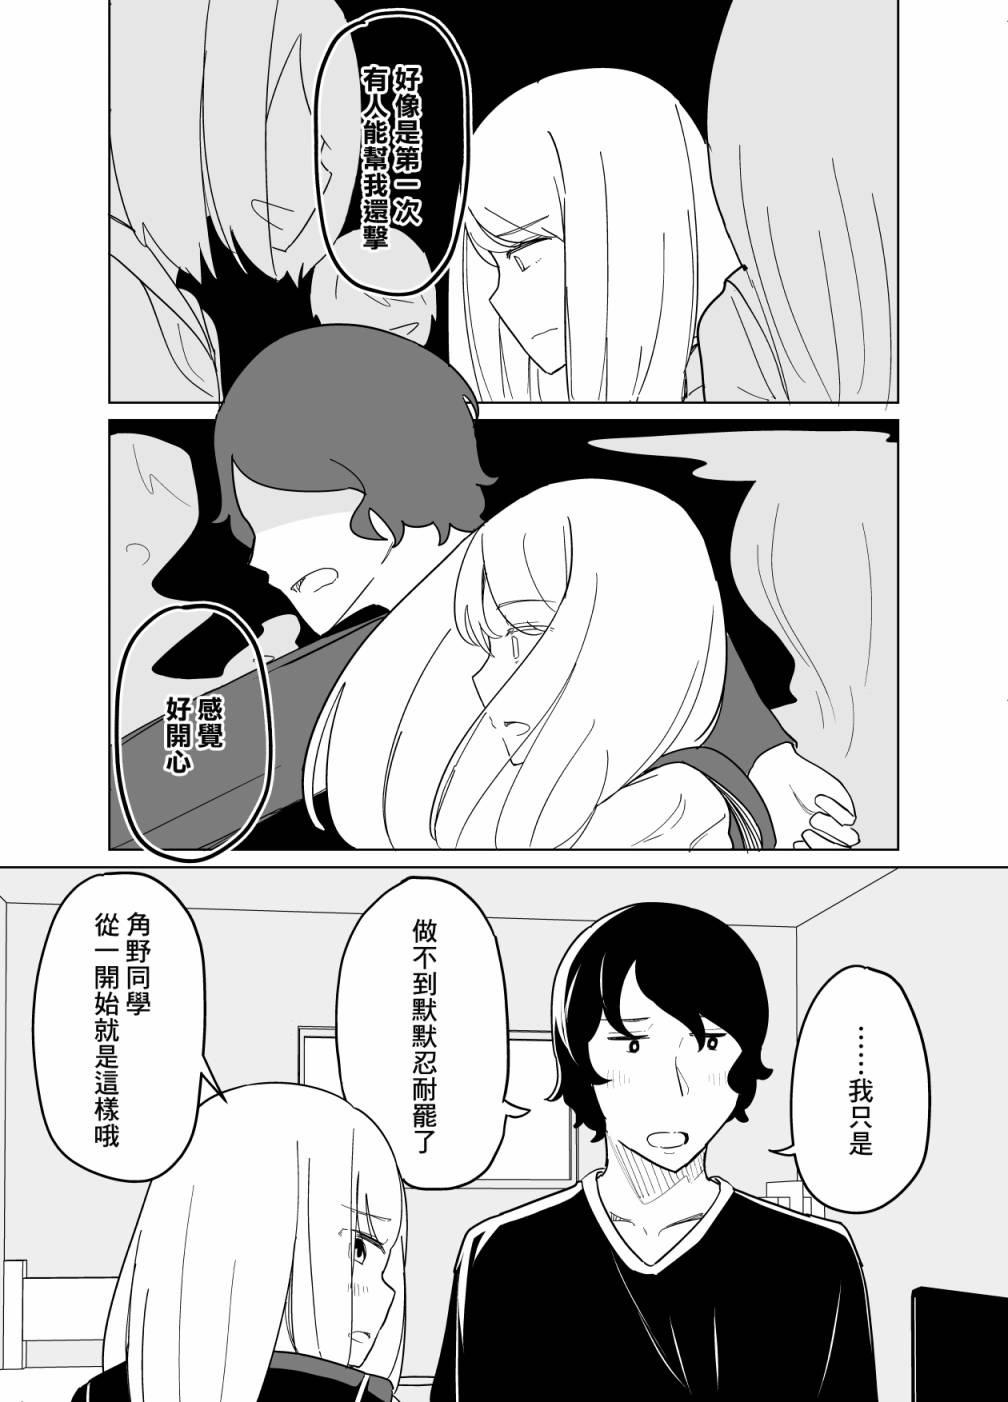 好像是第一次
有人能幫我還擊
感覺
好開心
……我只是
做不到默默忍耐罷了
角野同學
從一開始就是這樣哦